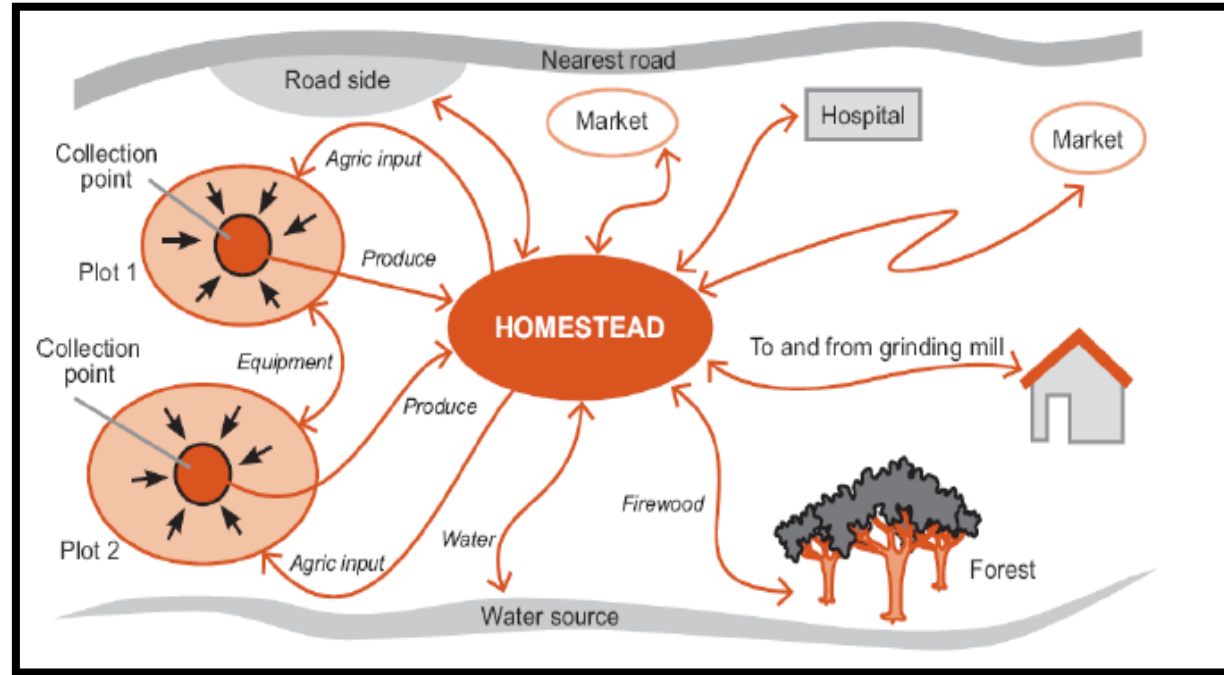 Nearest road
Road side
Market
Hospital
Market
Collection
point
Agric input
Plot 1
Produce
HOMESTEAD
Collection
point
Equipment
To and from grinding mill
Produce
Plot 2
Agric input
Water
Firewood
Forest
Water source